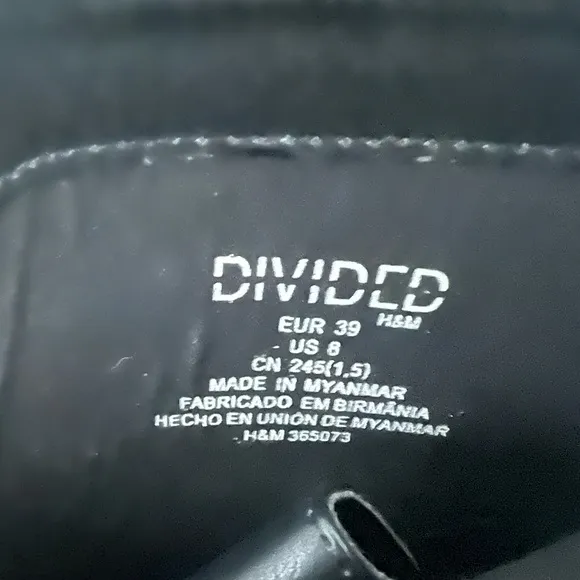 DIVIDED
H&M
EUR 39
US 8
CN 245(1.5)
MADE IN MYANMAR
FABRICADO EM BIRMÂNIA
HECHO EN UNIÓN DE MYANMAR
H&M 365073